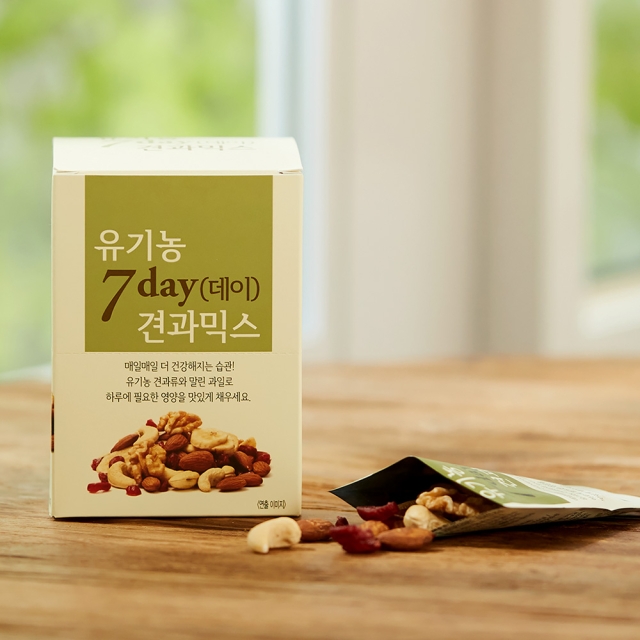 유기농
7day(데이)
견과믹스
매일매일 더 건강해지는 습관!
유기농 견과류와 말린 과일로
하루에 필요한 영양을 맛있게 채우세요.
(연출 이미지)